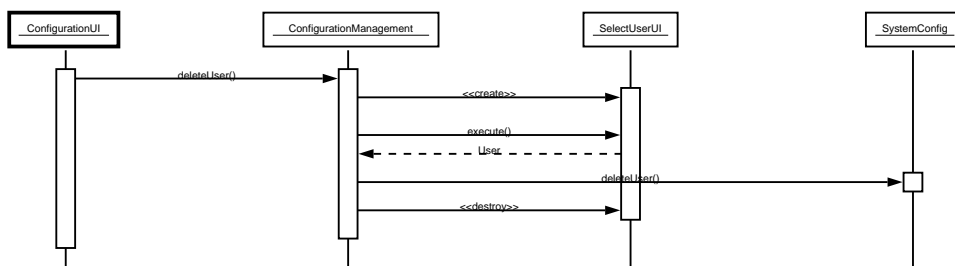 ConfigurationUI
ConfigurationManagement
SelectUserUI
SystemConfig
deleteUser()
<<create>>
execute()
User
deleteUser()
<<destroy>>